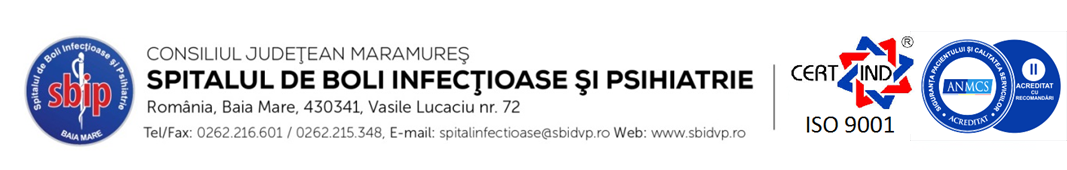 Spitalul de Boli Infecţioase şi Psihiatrie
sbip
BAIA MARE
CONSILIUL JUDEŢEAN MARAMUREŞ
SPITALUL DE BOLI INFECŢIOASE ŞI PSIHIATRIE
România, Baia Mare, 430341, Vasile Lucaciu nr. 72
Tel/Fax: 0262.216.601 / 0262.215.348, E-mail: spitalinfectioase@sbidvp.ro Web: www.sbidvp.ro
CERT IND ®
ISO 9001
SIGURANȚA PACIENTULUI ȘI CALITATEA SERVICIILOR
ANMCS
• ACREDITAT •
II
ACREDITAT
CU
RECOMANDĂRI